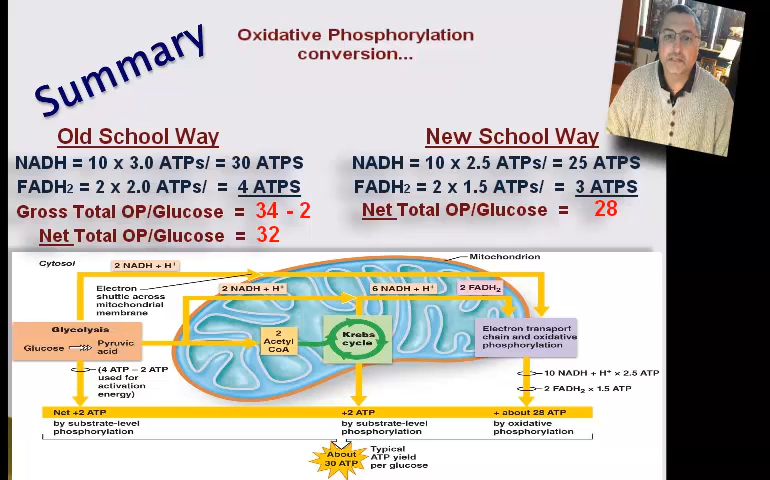 Summary
Oxidative Phosphorylation
conversion...
Old School Way
NADH = 10 x 3.0 ATPs/ = 30 ATPS
FADH2 = 2 x 2.0 ATPs/ = 4 ATPS
Gross Total OP/Glucose = 34 - 2
Net Total OP/Glucose = 32
New School Way
NADH = 10 x 2.5 ATPs/ = 25 ATPS
FADH2 = 2 x 1.5 ATPs/ = 3 ATPS
Net Total OP/Glucose = 28
Cytosol
Mitochondrion
2 NADH + H+
Electron
shuttle across
mitochondrial
membrane
2 NADH + H+
6 NADH + H+
2 FADH2
Glycolysis
Glucose
Pyruvic
acid
2
Acetyl
CoA
Krebs
cycle
Electron transport
chain and oxidative
phosphorylation
(4 ATP – 2 ATP
used for
activation
energy)
10 NADH + H+ × 2.5 ATP
2 FADH2 × 1.5 ATP
Net +2 ATP
by substrate-level
phosphorylation
+2 ATP
by substrate-level
phosphorylation
+ about 28 ATP
by oxidative
phosphorylation
About
30 ATP
Typical
ATP yield
per glucose